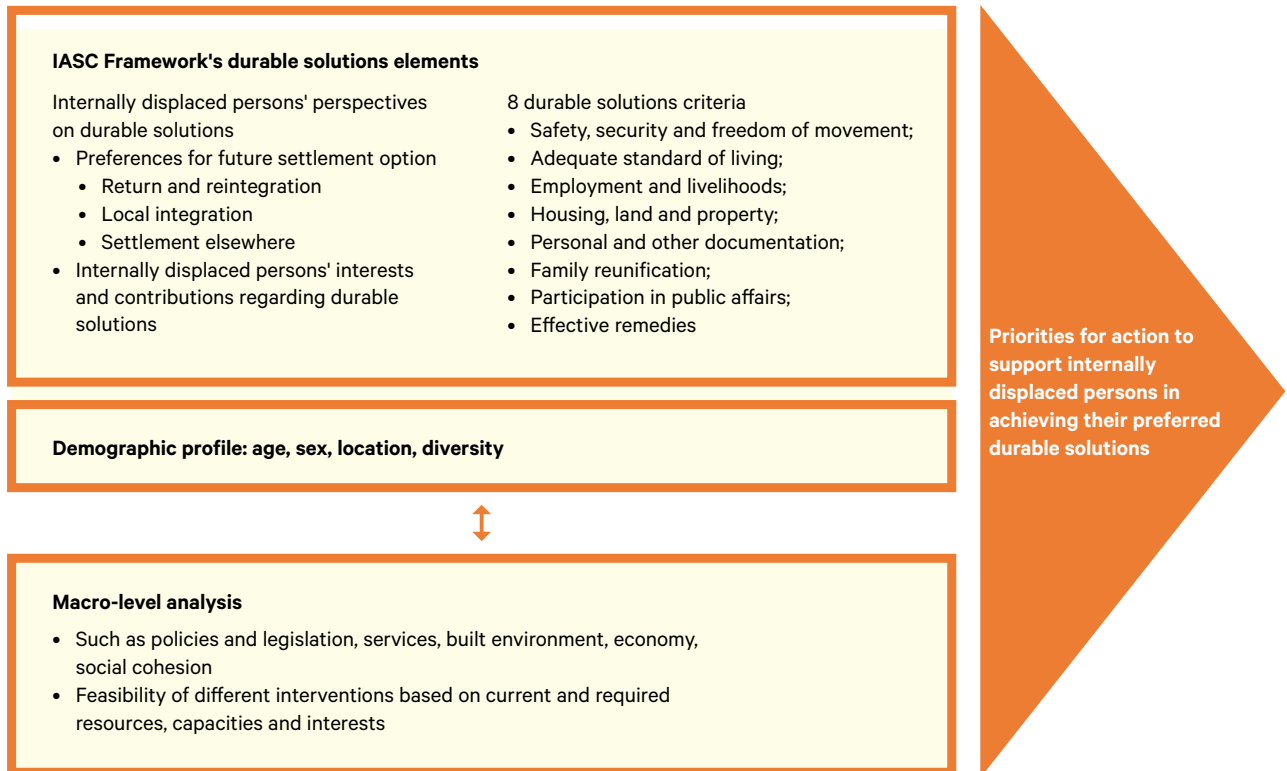 IASC Framework's durable solutions elements
Internally displaced persons' perspectives
on durable solutions
• Preferences for future settlement option
• Return and reintegration
• Local integration
• Settlement elsewhere
• Internally displaced persons' interests
and contributions regarding durable
solutions
8 durable solutions criteria
• Safety, security and freedom of movement;
• Adequate standard of living;
• Employment and livelihoods;
• Housing, land and property;
• Personal and other documentation;
• Family reunification;
• Participation in public affairs;
• Effective remedies
Demographic profile: age, sex, location, diversity
Macro-level analysis
• Such as policies and legislation, services, built environment, economy,
social cohesion
• Feasibility of different interventions based on current and required
resources, capacities and interests
Priorities for action to
support internally
displaced persons in
achieving their preferred
durable solutions